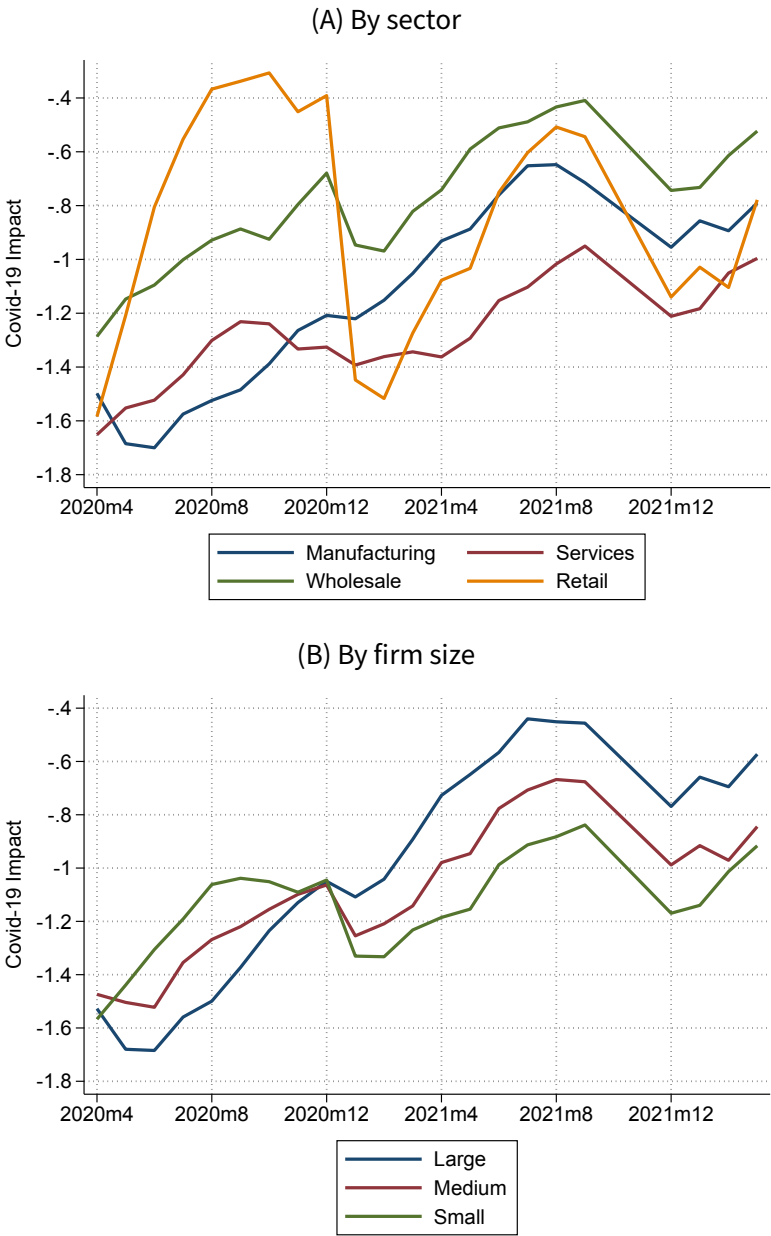 (A) By sector
Covid-19 Impact
-.4
-.6
-.8
-1
-1.2
-1.4
-1.6
-1.8
2020m4 2020m8 2020m12 2021m4 2021m8 2021m12
Manufacturing Services
Wholesale Retail
(B) By firm size
Covid-19 Impact
-.4
-.6
-.8
-1
-1.2
-1.4
-1.6
-1.8
2020m4 2020m8 2020m12 2021m4 2021m8 2021m12
Large
Medium
Small